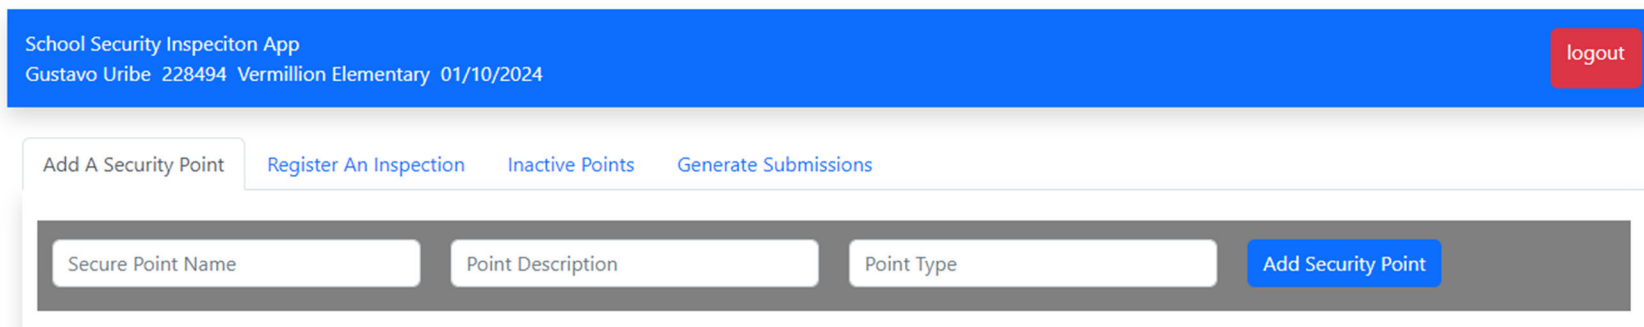 School Security Inspeciton App
logout
Gustavo Uribe 228494 Vermillion Elementary 01/10/2024
Add A Security Point Register An Inspection Inactive Points Generate Submissions
Secure Point Name Point Description Point Type Add Security Point